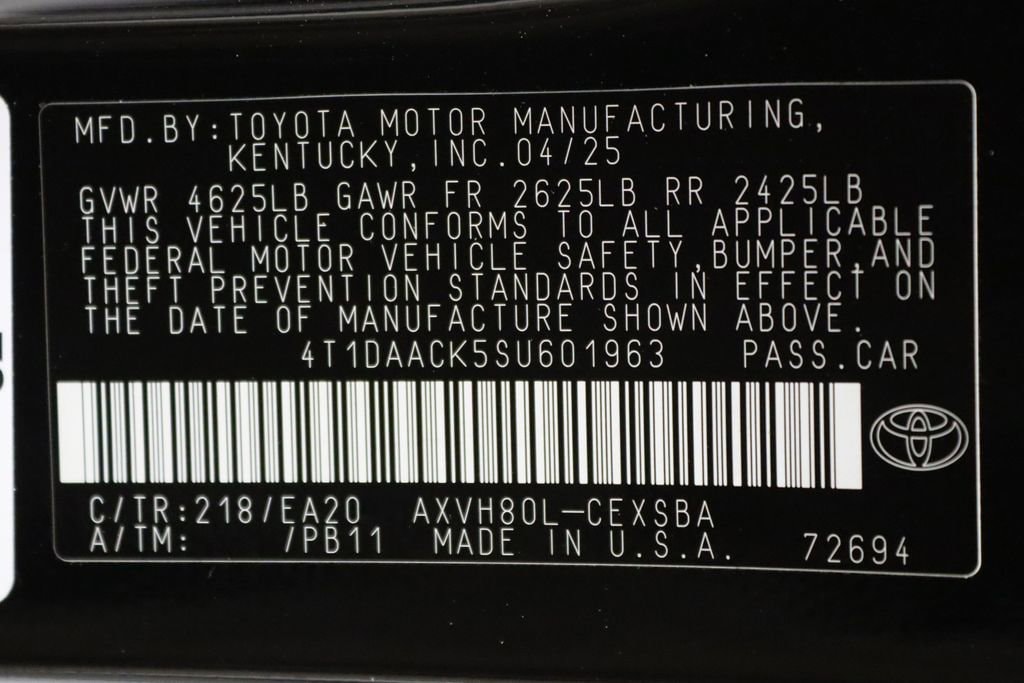 MFD.BY:TOYOTA MOTOR MANUFACTURING,
KENTUCKY,INC.04/25
GVWR 4625LB GAWR FR 2625LB RR 2425LB
THIS VEHICLE CONFORMS TO ALL APPLICABLE
FEDERAL MOTOR VEHICLE SAFETY,BUMPER,AND
THEFT PREVENTION STANDARDS IN EFFECT ON
THE DATE OF MANUFACTURE SHOWN ABOVE.
4T1DAACK5SU601963 PASS.CAR
C/TR:218/EA20 AXVH80L-CEXSBA
A/TM: /PB11 MADE IN U.S.A. 72694